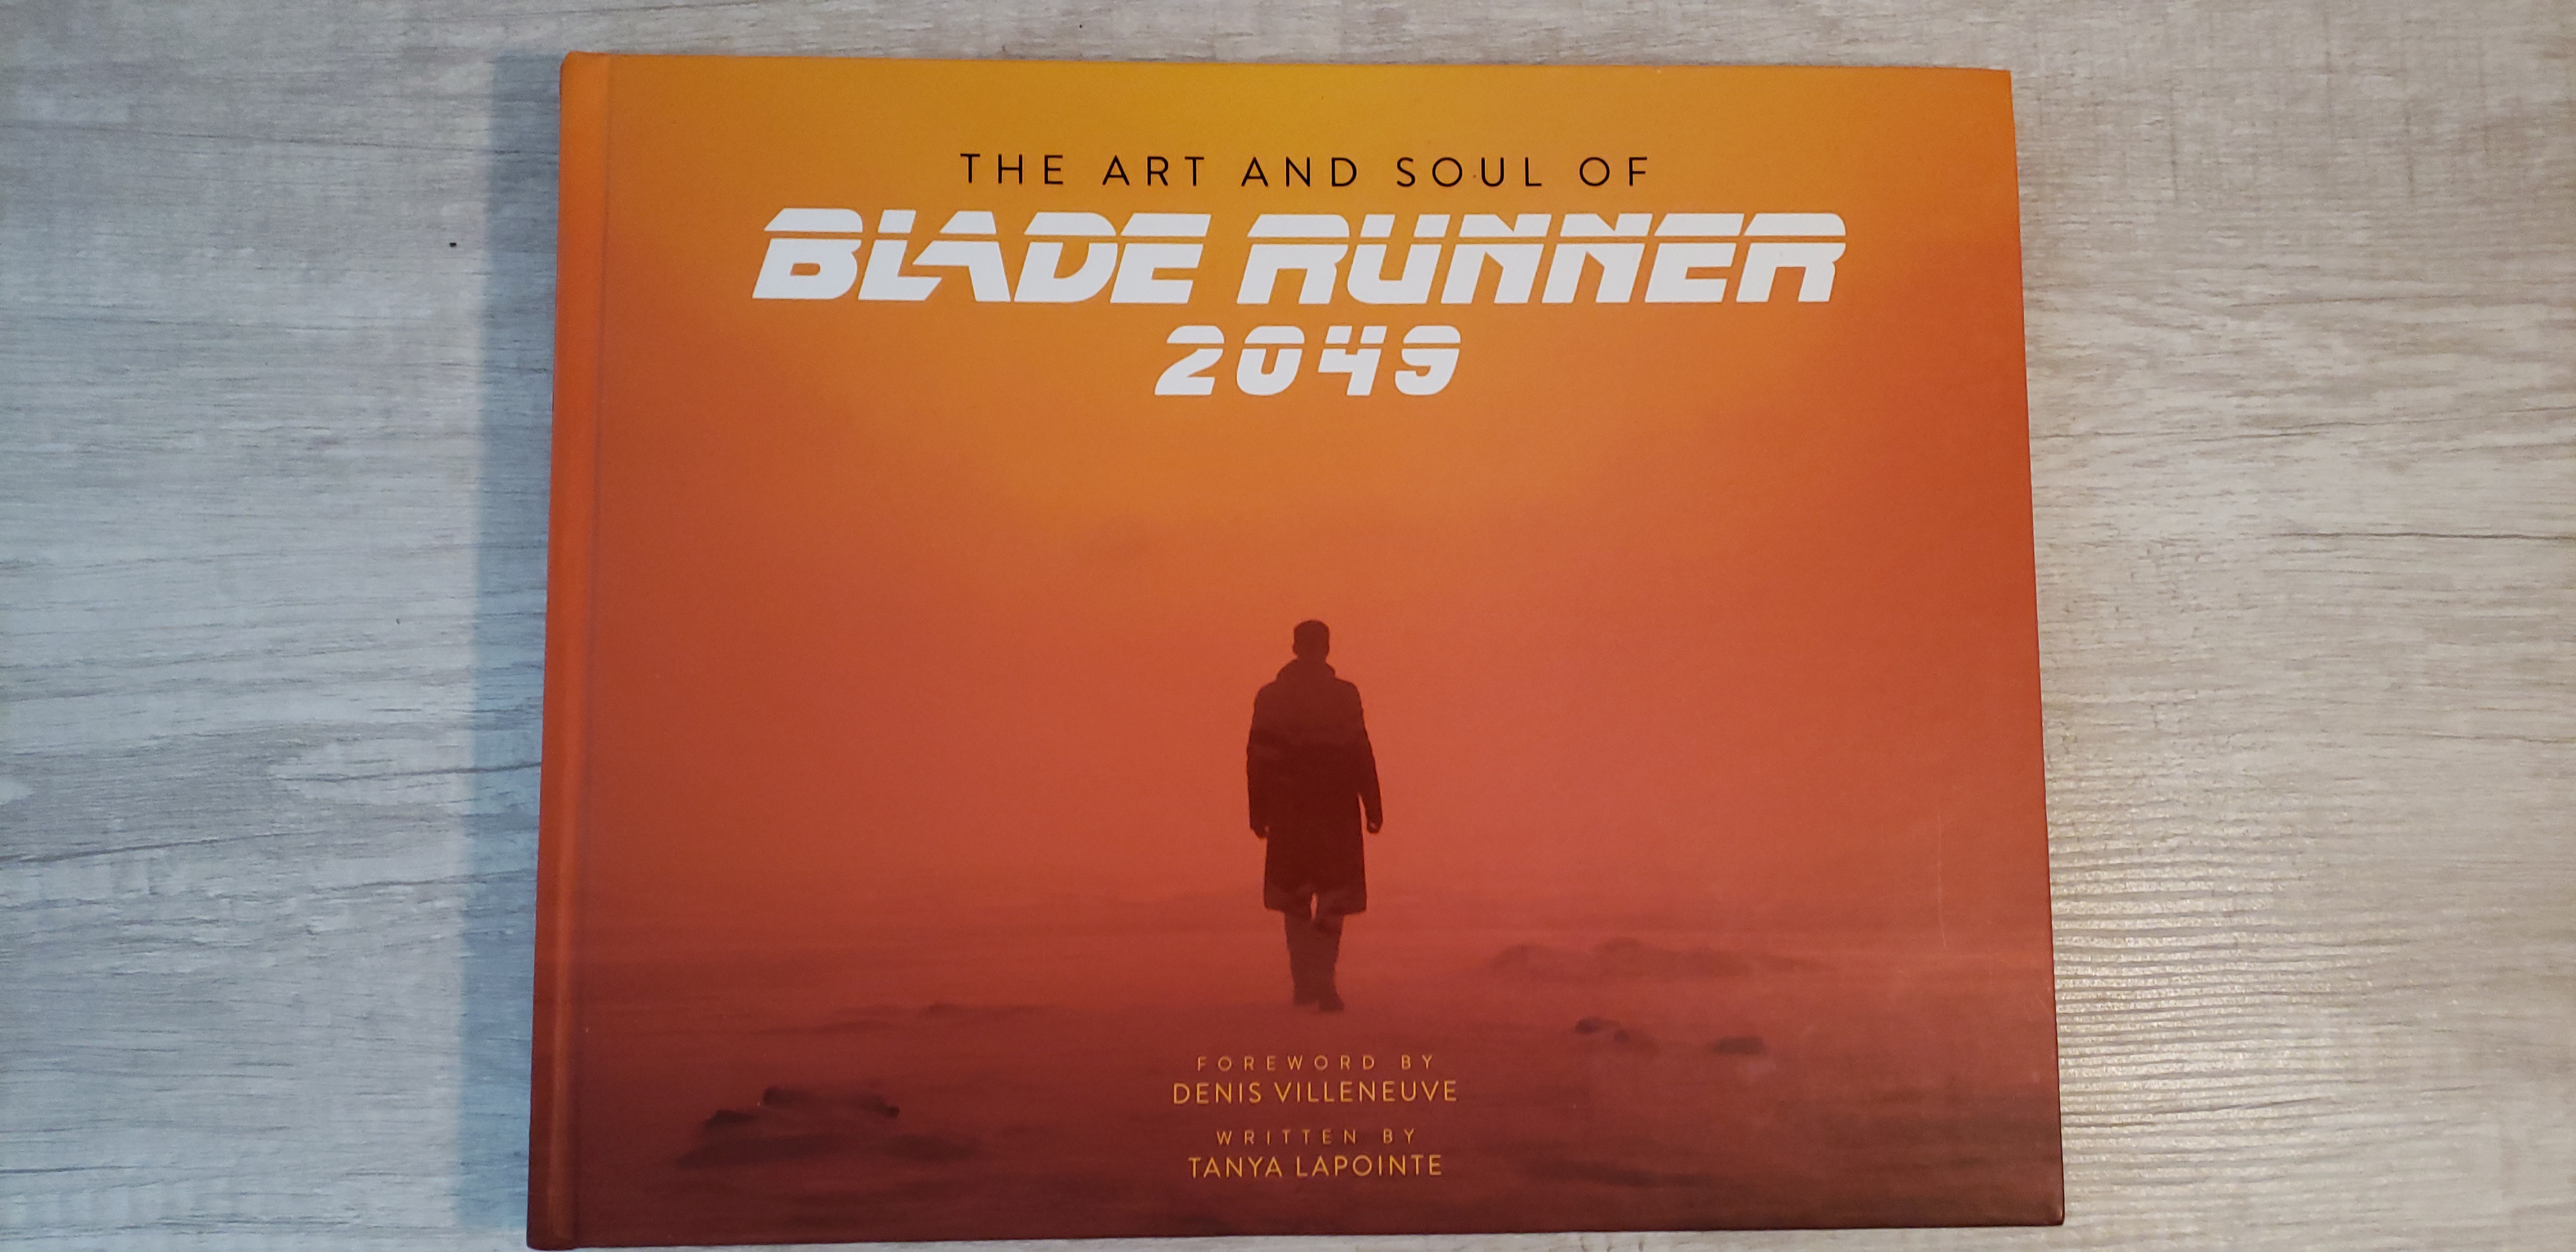 THE ART AND SOUL OF
BLADE RUNNER
2049
FOREWORD BY
DENIS VILLENEUVE
WRITTEN BY
TANYA LAPOINTE